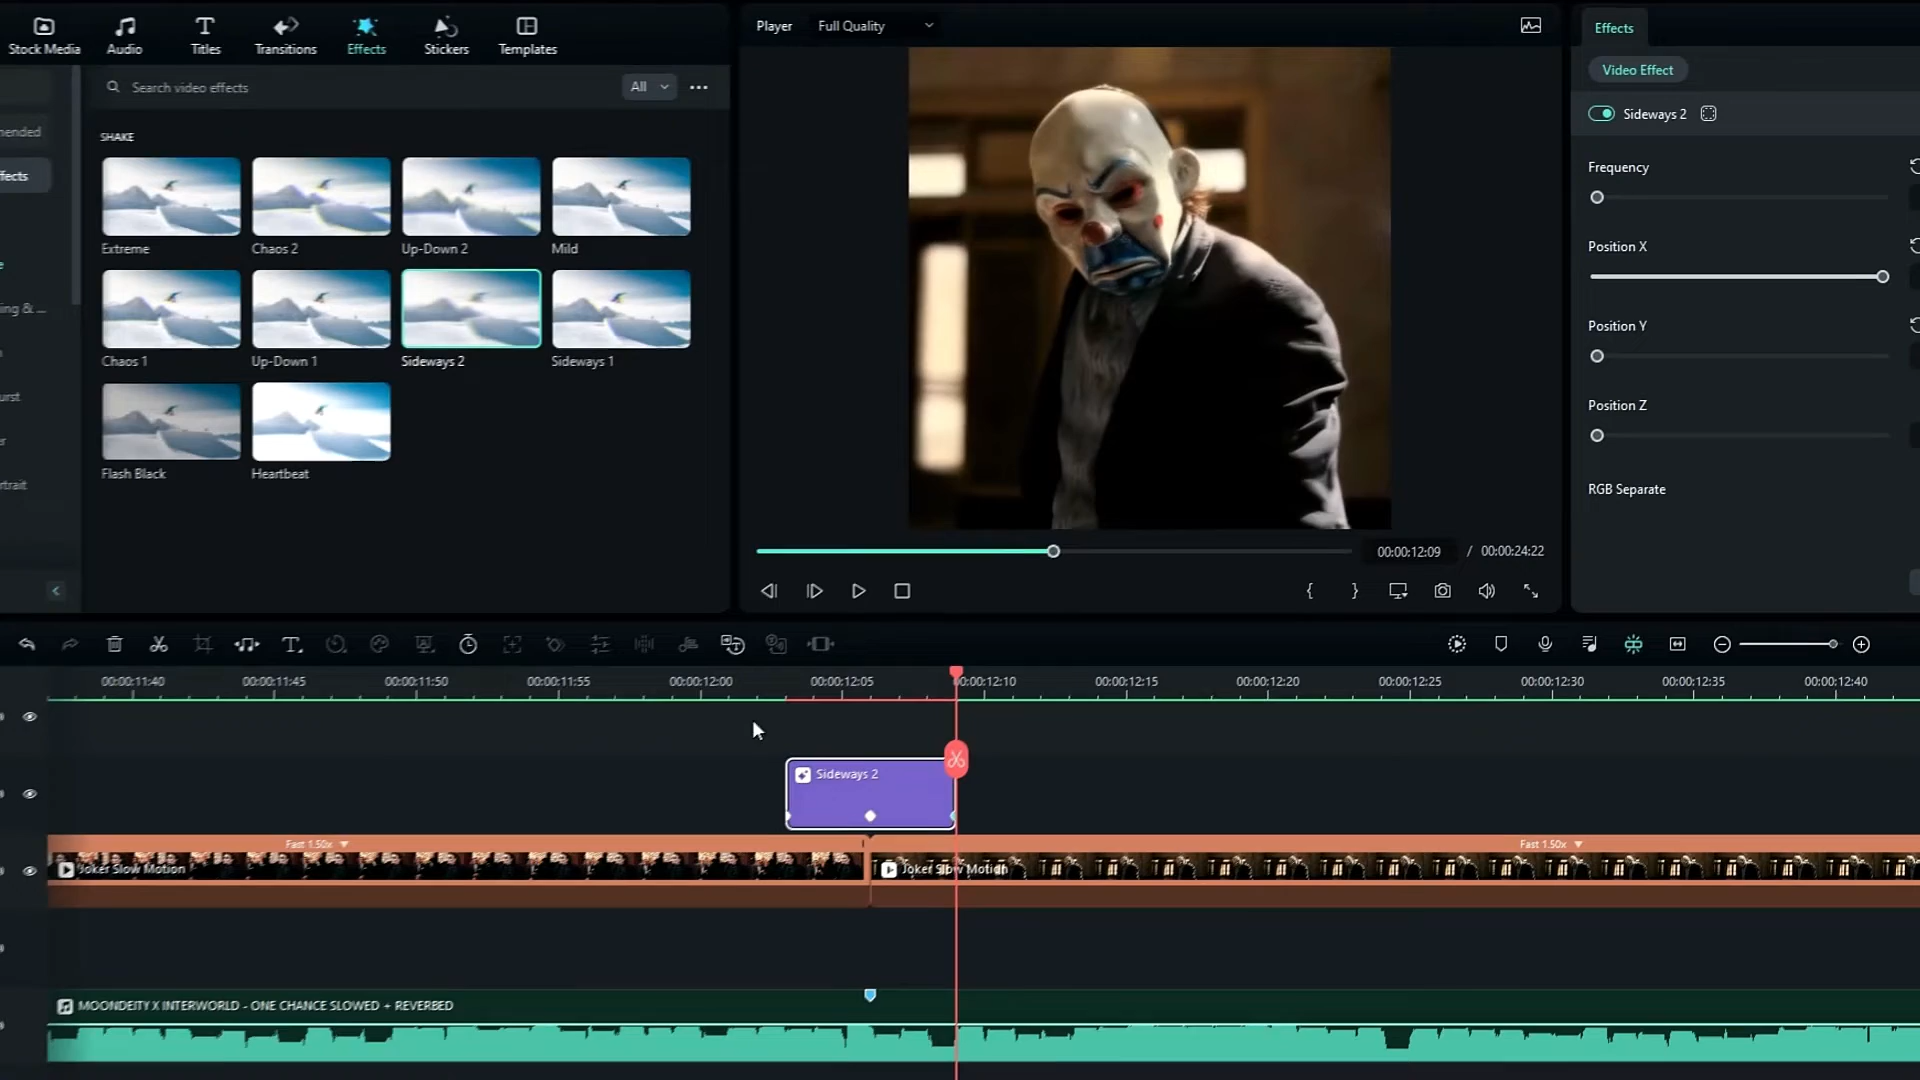 Stock Media
Audio
Titles
Transitions
Effects
Stickers
Templates
Search video effects
All
SHAKE
Extreme
Chaos 2
Up-Down 2
Mild
Chaos 1
Up-Down 1
Sideways 2
Sideways 1
Flash Black
Heartbeat
Player
Full Quality
00:00:12:09 / 00:00:24:22
Effects
Video Effect
Sideways 2
Frequency
Position X
Position Y
Position Z
RGB Separate
00:00:11:40
00:00:11:45
00:00:11:50
00:00:11:55
00:00:12:00
00:00:12:05
00:00:12:10
00:00:12:15
00:00:12:20
00:00:12:25
00:00:12:30
00:00:12:35
00:00:12:40
Sideways 2
Fast 1.50x
Fast 1.50x
Joker Slow Motion
Joker Slow Motion
MOONDEITY X INTERWORLD - ONE CHANCE SLOWED + REVERBED